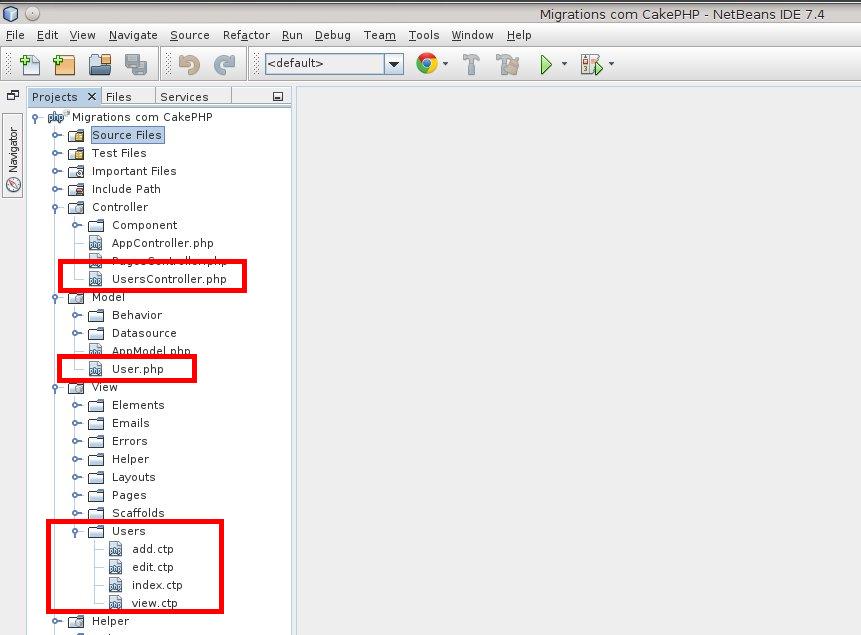 Migrations com CakePHP - NetBeans IDE 7.4
File Edit View Navigate Source Refactor Run Debug Team Tools Window Help
<default>
Projects Files Services
Navigator
php Migrations com CakePHP
Source Files
Test Files
Important Files
Include Path
Controller
Component
AppController.php
PagesController.php
UsersController.php
Model
Behavior
Datasource
AppModel.php
User.php
View
Elements
Emails
Errors
Helper
Layouts
Pages
Scaffolds
Users
add.ctp
edit.ctp
index.ctp
view.ctp
Helper